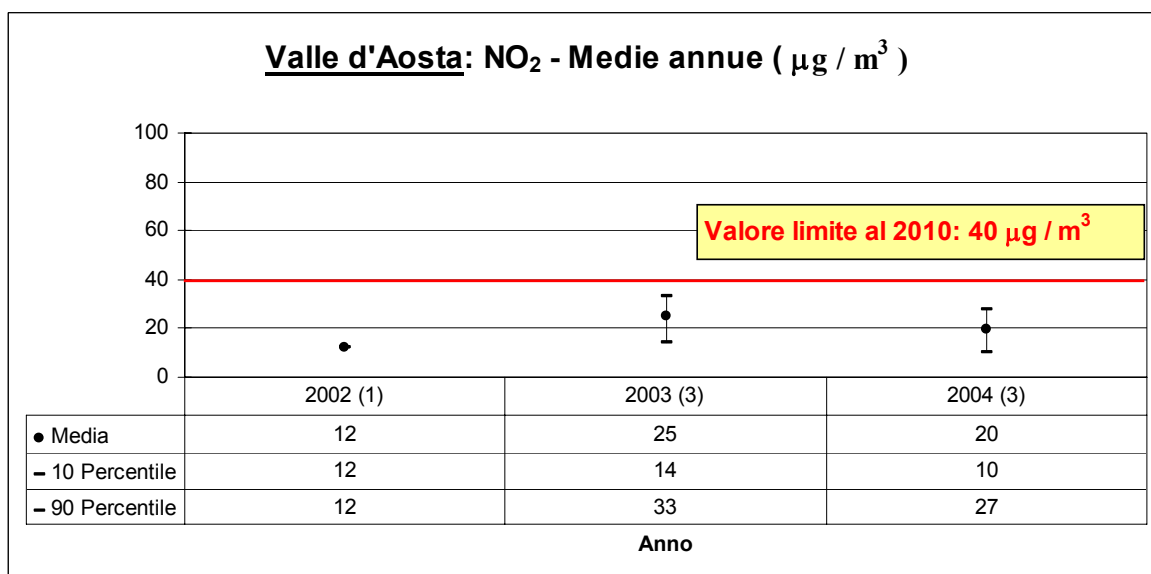 Valle d'Aosta: NO₂ - Medie annue ( µg / m³ )
100
80
60
40
20
0
Valore limite al 2010: 40 µg / m³
2002 (1) 2003 (3) 2004 (3)
Media 12 25 20
10 Percentile 12 14 10
90 Percentile 12 33 27
Anno